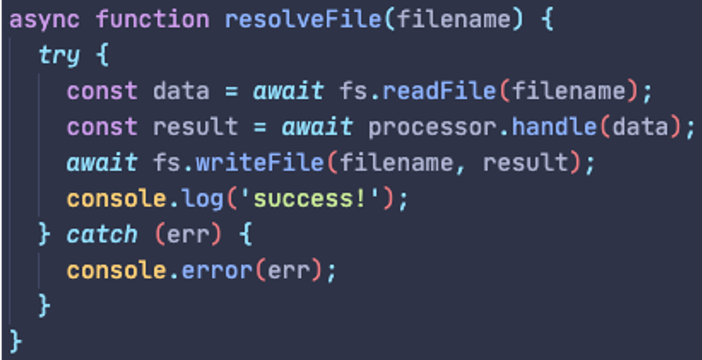 async function resolveFile(filename) {
  try {
    const data = await fs.readFile(filename);
    const result = await processor.handle(data);
    await fs.writeFile(filename, result);
    console.log('success!');
  } catch (err) {
    console.error(err);
  }
}